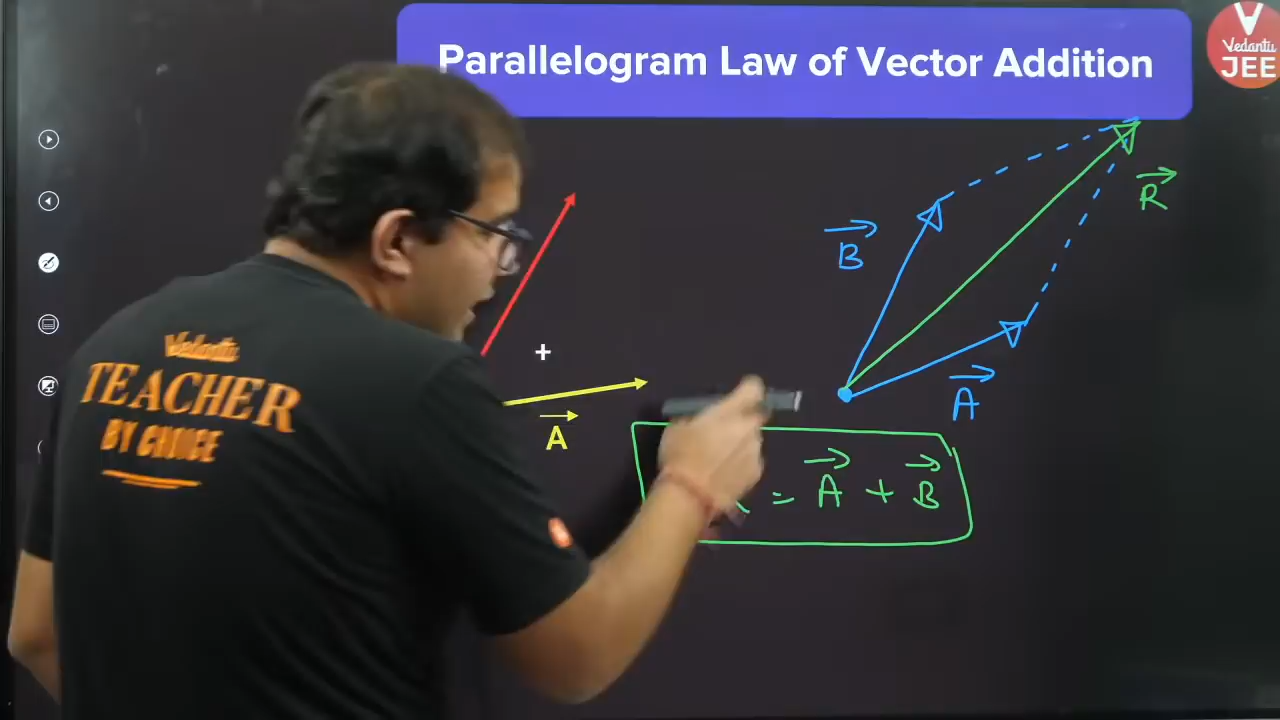 Parallelogram Law of Vector Addition
Vedantu
JEE
B
R
+
A
A
= A + B
Vedantu
TEACHER
BY CHOICE